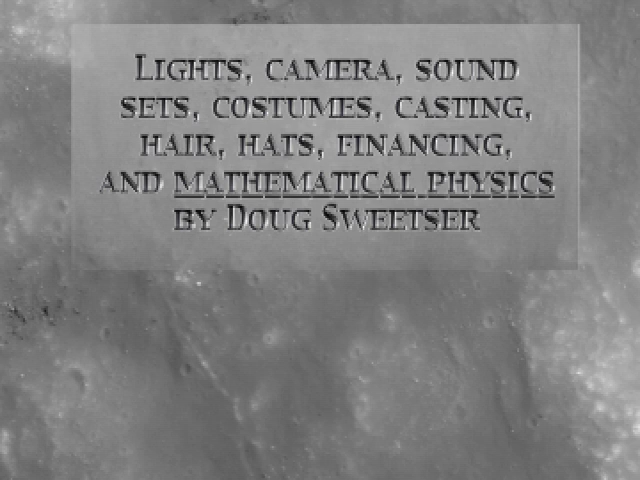 Lights, camera, sound
sets, costumes, casting,
hair, hats, financing,
and mathematical physics
by Doug Sweetser